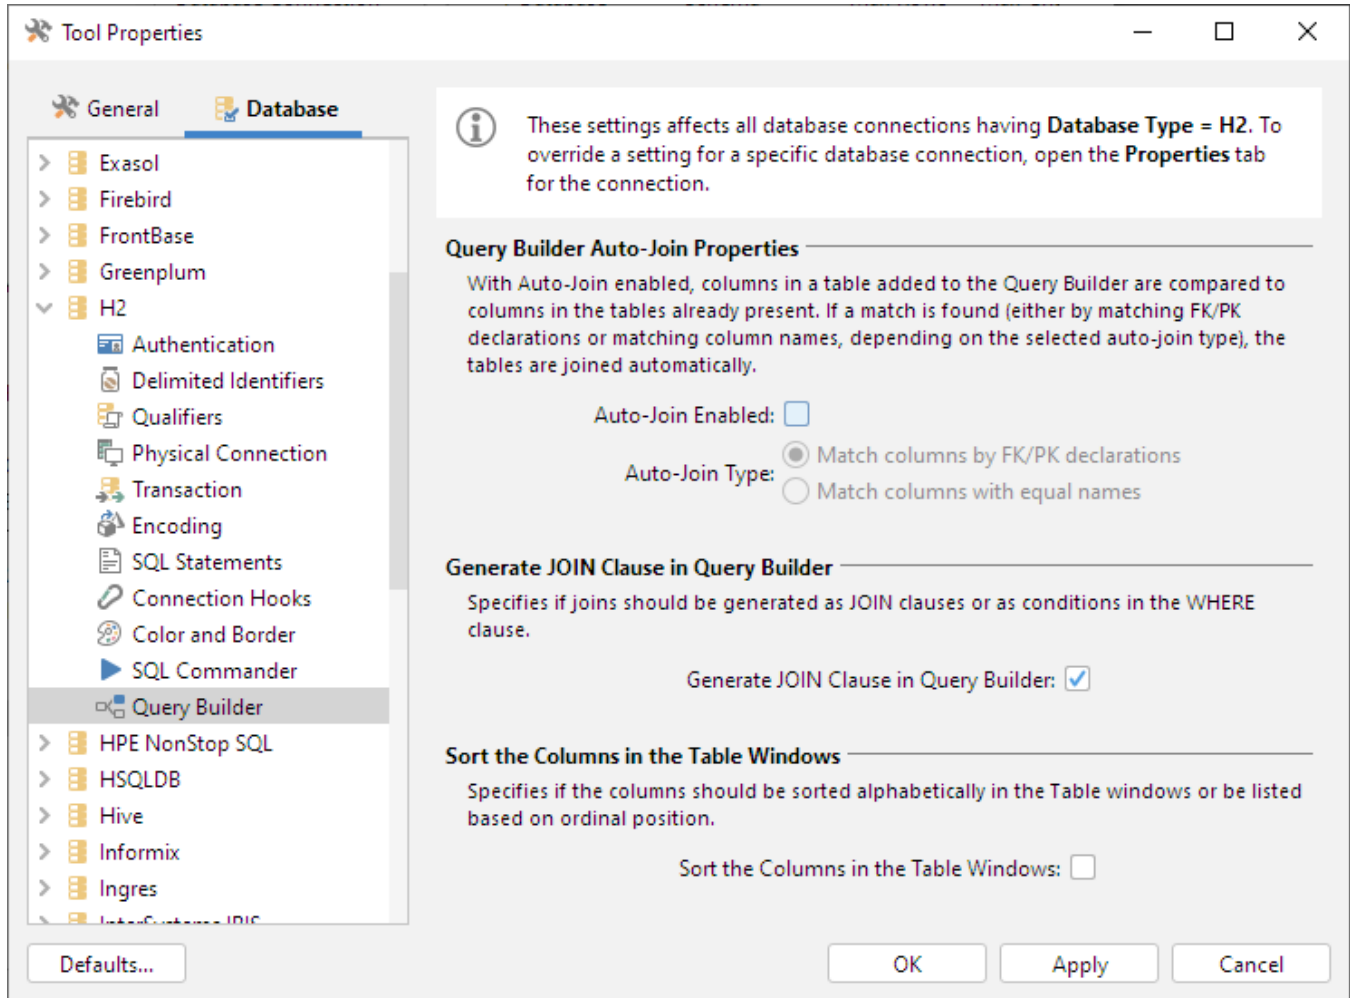 Tool Properties
General
Database
Exasol
Firebird
FrontBase
Greenplum
H2
Authentication
Delimited Identifiers
Qualifiers
Physical Connection
Transaction
Encoding
SQL Statements
Connection Hooks
Color and Border
SQL Commander
Query Builder
HPE NonStop SQL
HSQLDB
Hive
Informix
Ingres
InterSystems IRIS
Defaults...
These settings affects all database connections having Database Type = H2. To
override a setting for a specific database connection, open the Properties tab
for the connection.
Query Builder Auto-Join Properties
With Auto-Join enabled, columns in a table added to the Query Builder are compared to
columns in the tables already present. If a match is found (either by matching FK/PK
declarations or matching column names, depending on the selected auto-join type), the
tables are joined automatically.
Auto-Join Enabled:
Auto-Join Type:
Match columns by FK/PK declarations
Match columns with equal names
Generate JOIN Clause in Query Builder
Specifies if joins should be generated as JOIN clauses or as conditions in the WHERE
clause.
Generate JOIN Clause in Query Builder:
Sort the Columns in the Table Windows
Specifies if the columns should be sorted alphabetically in the Table windows or be listed
based on ordinal position.
Sort the Columns in the Table Windows:
OK
Apply
Cancel